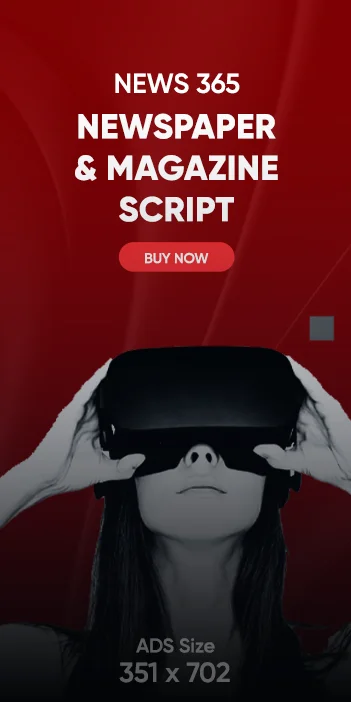 NEWS 365
NEWSPAPER
& MAGAZINE
SCRIPT
BUY NOW
ADS Size
351 x 702